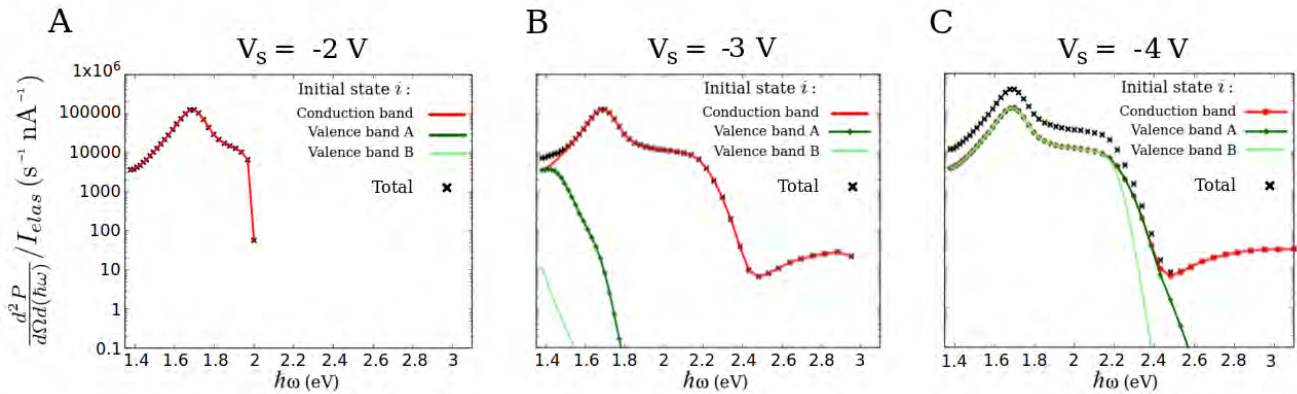 A
V_s = -2 V
B
V_s = -3 V
C
V_s = -4 V
d²P/dΩd(ħω)/I_elas (s⁻¹ nA⁻¹)
1x10⁶
100000
10000
1000
100
10
1
0.1
Initial state i :
Conduction band
Valence band A
Valence band B
Total
1.4 1.6 1.8 2 2.2 2.4 2.6 2.8 3
ħω (eV)
Initial state i :
Conduction band
Valence band A
Valence band B
Total
1.4 1.6 1.8 2 2.2 2.4 2.6 2.8 3
ħω (eV)
Initial state i :
Conduction band
Valence band A
Valence band B
Total
1.4 1.6 1.8 2 2.2 2.4 2.6 2.8 3
ħω (eV)